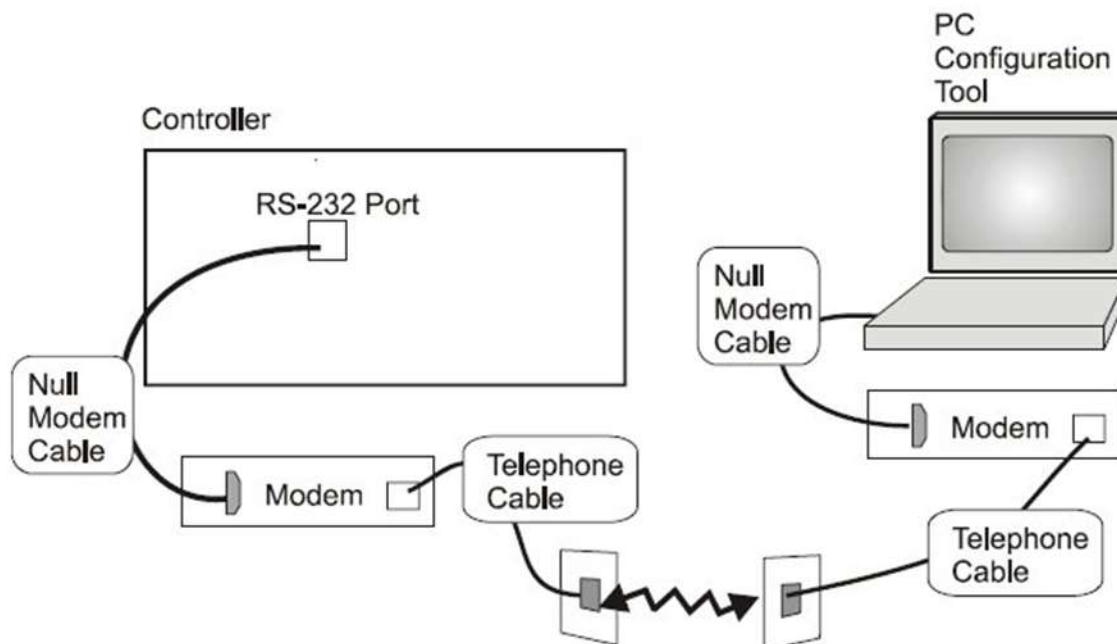 PC
Configuration
Tool
Controller
RS-232 Port
Null
Modem
Cable
Null
Modem
Cable
Modem
Modem
Telephone
Cable
Telephone
Cable